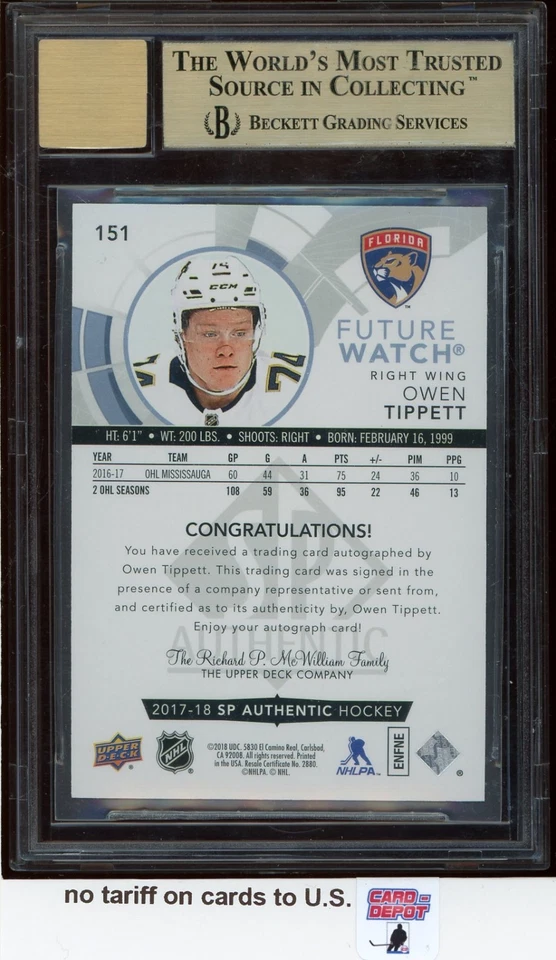 THE WORLD'S MOST TRUSTED
SOURCE IN COLLECTING™
B BECKETT GRADING SERVICES
151
FLORIDA
FUTURE
WATCH®
RIGHT WING
OWEN
TIPPETT
74
CCM
74
HT: 6'1" • WT: 200 LBS. • SHOOTS: RIGHT • BORN: FEBRUARY 16, 1999
YEAR TEAM GP G A PTS +/- PIM PPG
2016-17 OHL MISSISSAUGA 60 44 31 75 24 36 10
2 OHL SEASONS 108 59 36 95 22 46 13
CONGRATULATIONS!
You have received a trading card autographed by
Owen Tippett. This trading card was signed in the
presence of a company representative or sent from,
and certified as to its authenticity by, Owen Tippett.
Enjoy your autograph card!
SP
AUTHENTIC
The Richard P. McWilliam Family
THE UPPER DECK COMPANY
2017-18 SP AUTHENTIC HOCKEY
UPPER
DECK
NHL
©2018 UDC. 5830 El Camino Real, Carlsbad,
CA 92008. All rights reserved. Printed
in the USA. Resale Certificate No. 2880.
©NHLPA. © NHL.
NHLPA™
ENFNE
®
no tariff on cards to U.S.
CARD-
DEPOT